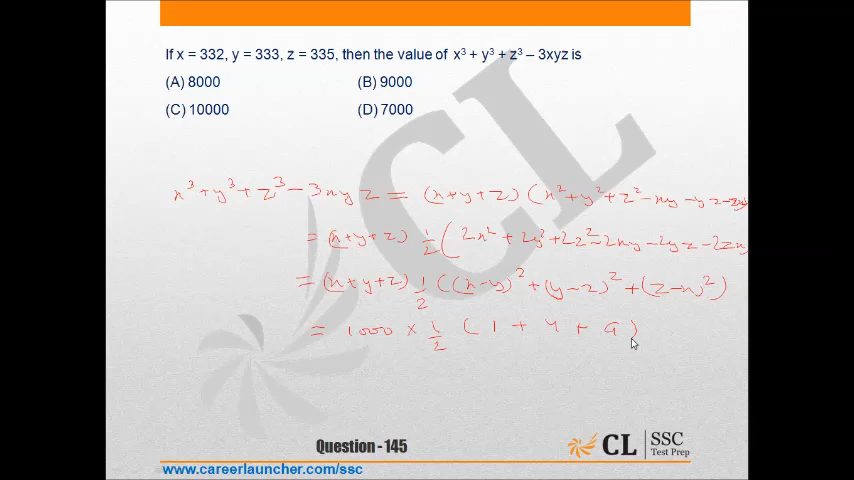 If x = 332, y = 333, z = 335, then the value of x³ + y³ + z³ – 3xyz is
(A) 8000 (B) 9000
(C) 10000 (D) 7000
x³ + y³ + z³ – 3xyz = (x+y+z) (x² + y² + z² – xy – yz – zx)
= (x+y+z) 1/2 (2x² + 2y² + 2z² – 2xy – 2yz – 2zx
= (x+y+z) 1/2 ((x–y)² + (y–z)² + (z–x)²)
= 1000 × 1/2 ( 1 + 4 + 9 )
Question - 145
CL SSC Test Prep
www.careerlauncher.com/ssc
CL